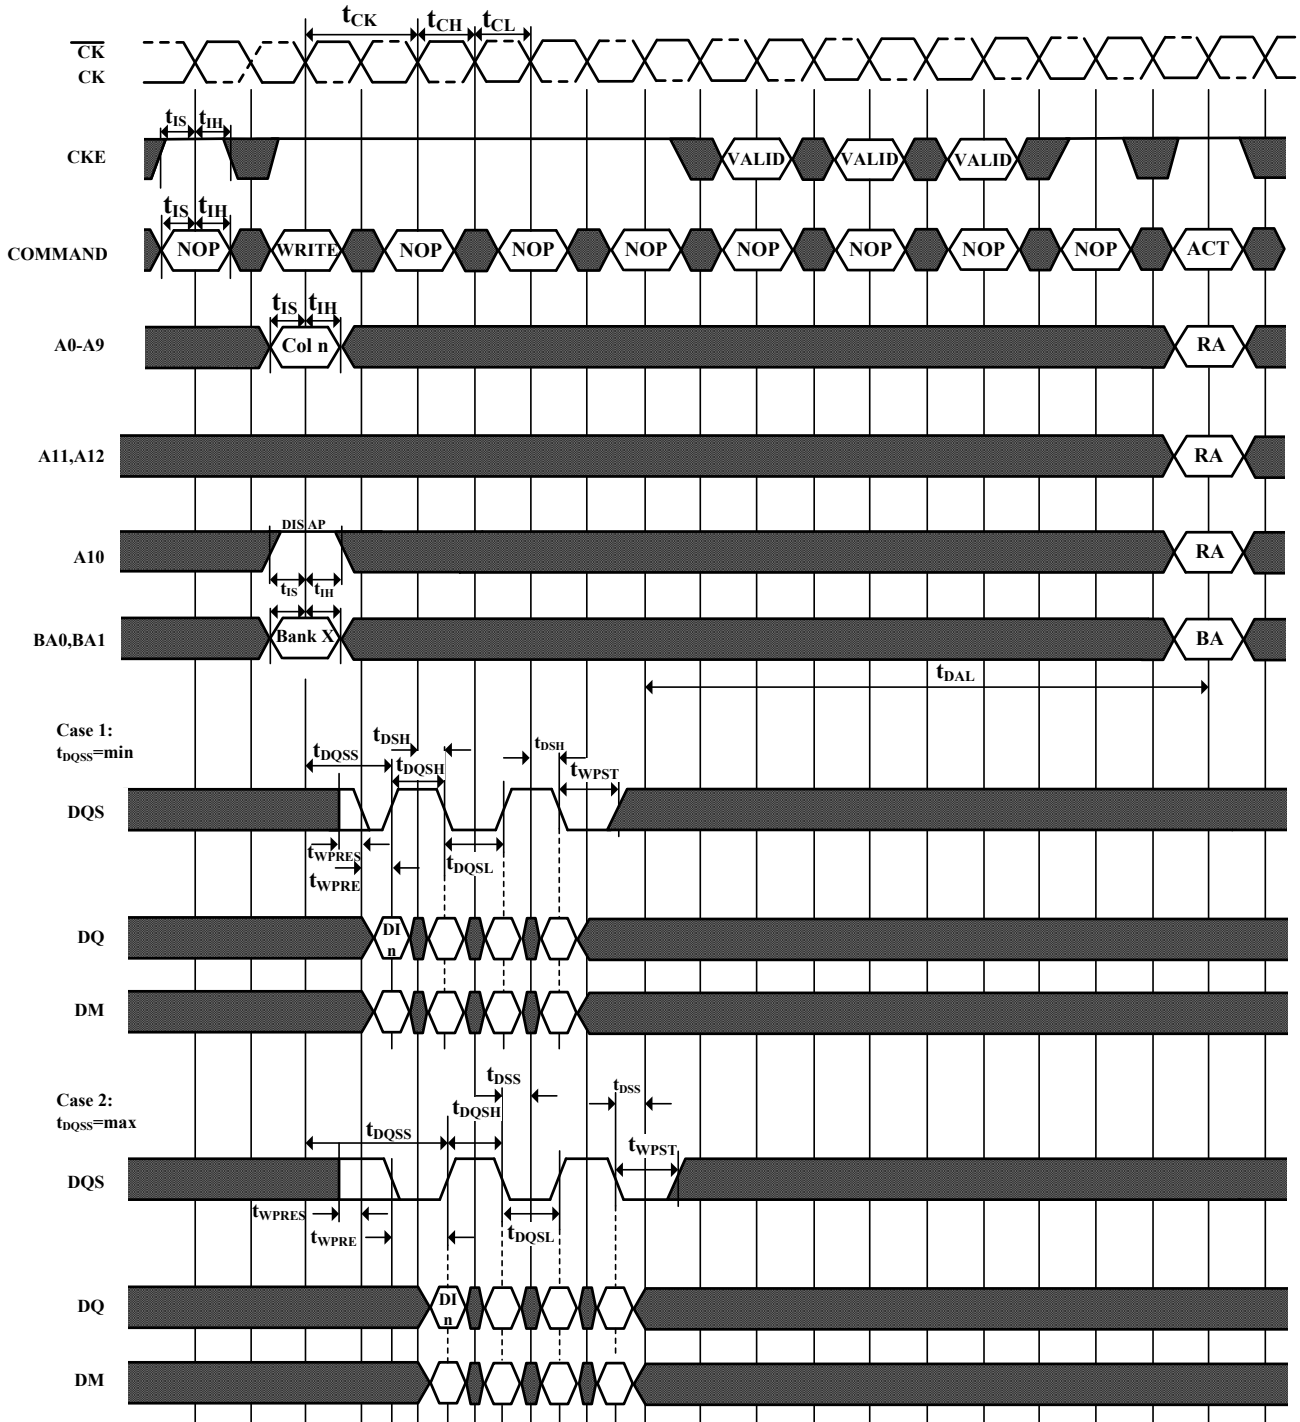 tCK tCH tCL
CK
CK
tIS tIH
CKE VALID VALID VALID
tIS tIH
COMMAND NOP WRITE NOP NOP NOP NOP NOP NOP NOP ACT
tIS tIH
A0-A9 Col n RA
A11,A12 RA
DIS AP
A10 RA
tIS tIH
BA0,BA1 Bank X BA
tDAL
Case 1:
tDQSS=min
tDSH tDSH
tDQSS tDQSH tWPST
DQS
tWPRES tDQSL
tWPRE
DQ DI
n
DM
Case 2:
tDQSS=max
tDSS tDSS
tDQSS tDQSH tWPST
DQS
tWPRES tWPRE tDQSL
DQ DI
n
DM